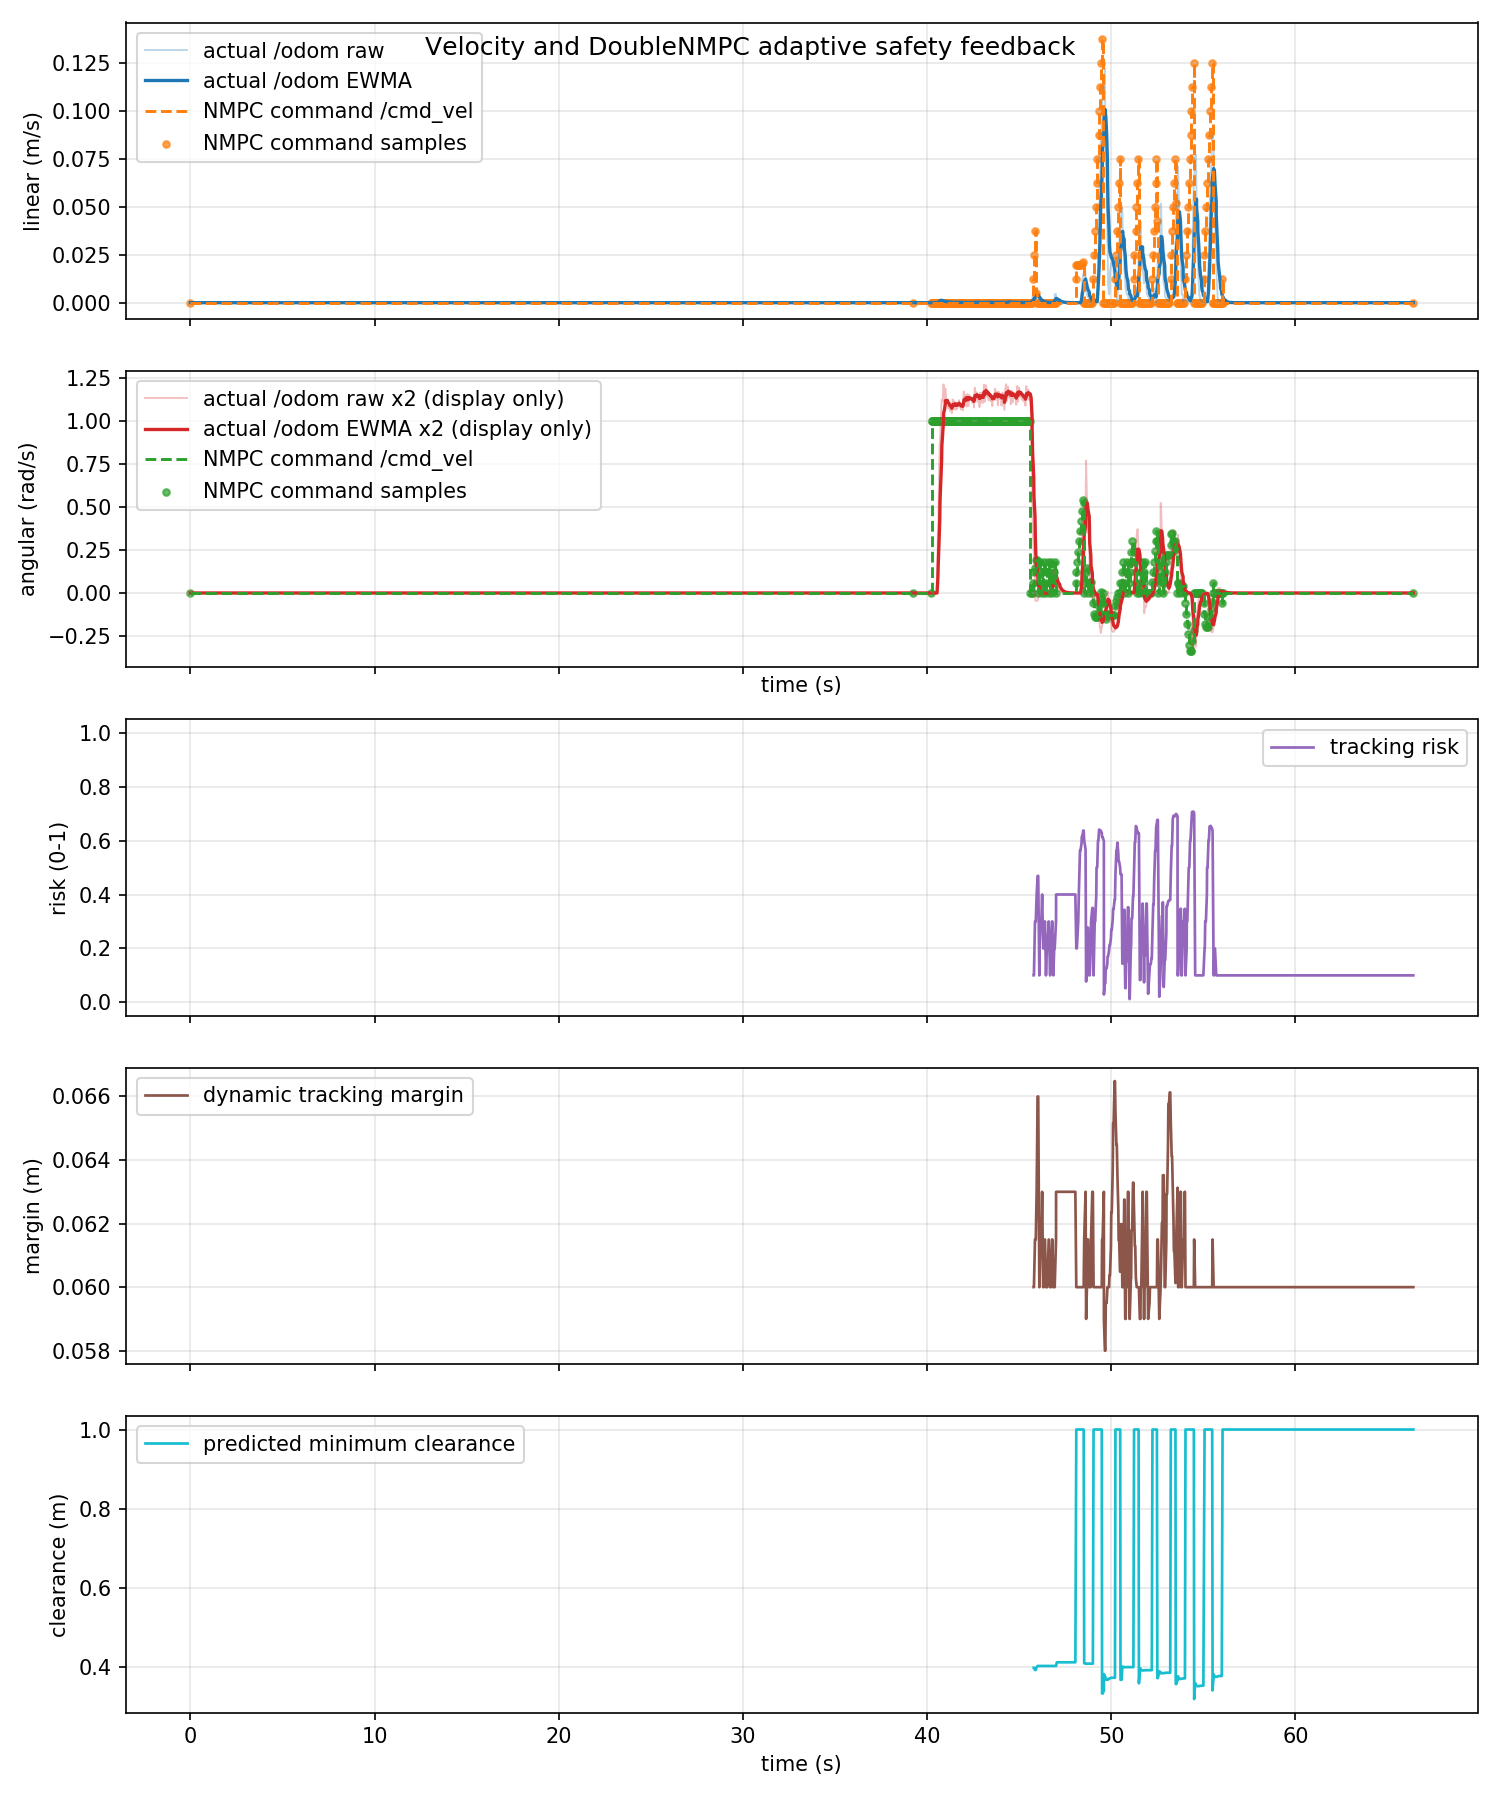 Velocity and DoubleNMPC adaptive safety feedback
actual /odom raw
actual /odom EWMA
NMPC command /cmd_vel
NMPC command samples
0.125
0.100
0.075
0.050
0.025
0.000
linear (m/s)
actual /odom raw x2 (display only)
actual /odom EWMA x2 (display only)
NMPC command /cmd_vel
NMPC command samples
1.25
1.00
0.75
0.50
0.25
0.00
−0.25
angular (rad/s)
time (s)
tracking risk
1.0
0.8
0.6
0.4
0.2
0.0
risk (0-1)
dynamic tracking margin
0.066
0.064
0.062
0.060
0.058
margin (m)
predicted minimum clearance
1.0
0.8
0.6
0.4
clearance (m)
0 10 20 30 40 50 60
time (s)